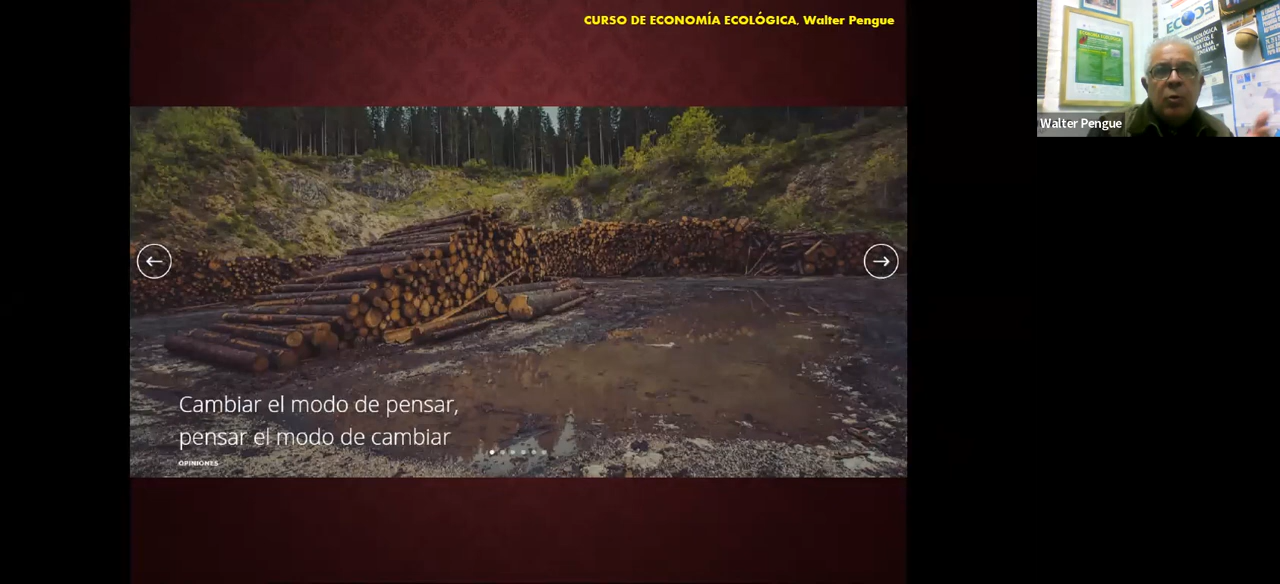 CURSO DE ECONOMÍA ECOLÓGICA, Walter Pengue
Cambiar el modo de pensar,
pensar el modo de cambiar
OPINIONES
Walter Pengue